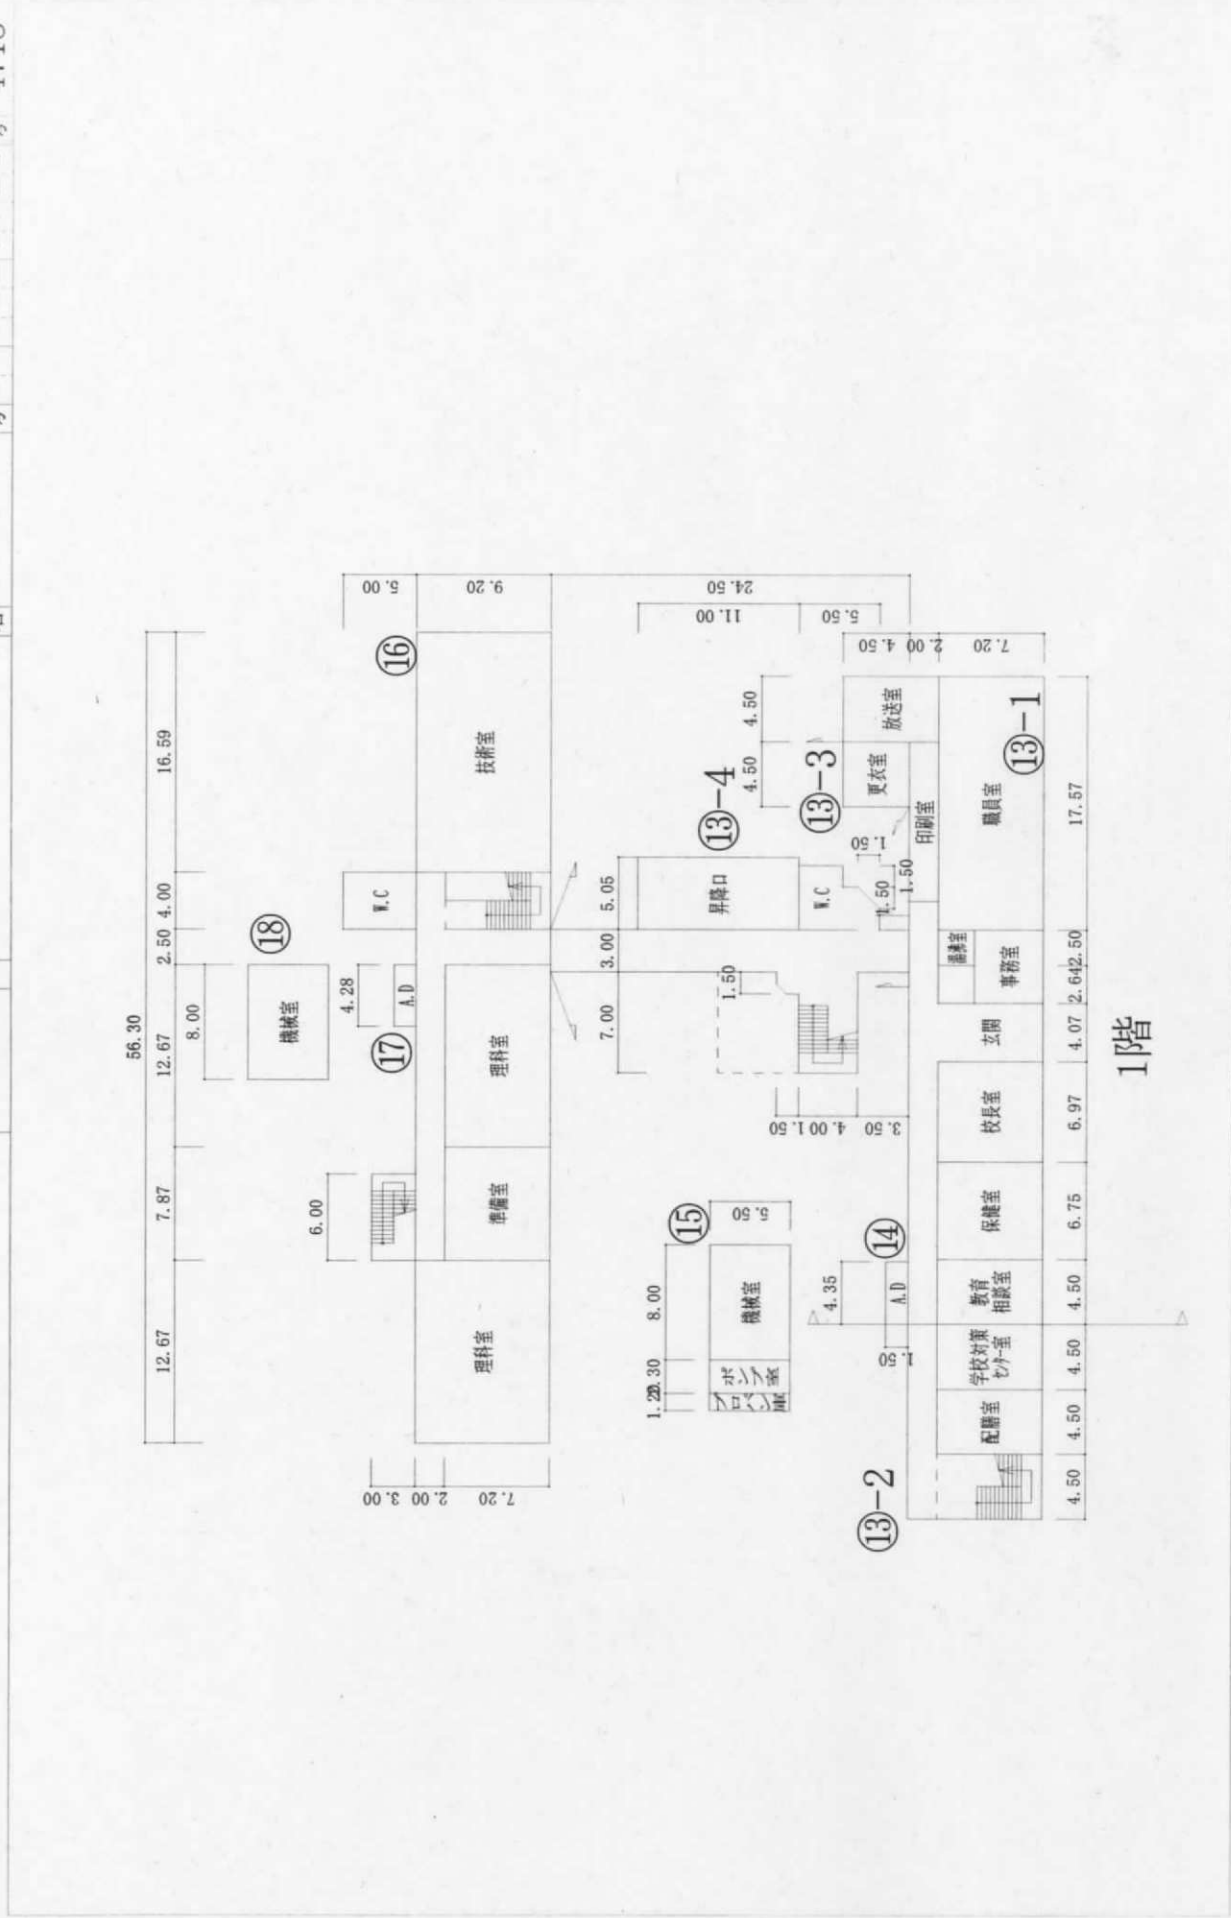 56.30
12.67
7.87
12.67
2.50
4.00
16.59
8.00
6.00
4.28
機械室
⑱
⑰
A.D
W.C
⑯
5.00
9.20
3.00
2.00
7.20
理科室
準備室
理科室
技術室
24.50
11.00
5.50
7.00
3.00
5.05
⑬-4
昇降口
W.C
1.50
1.50
4.00
3.50
1.50
1.50
1.50
4.50
4.50
⑬-3
更衣室
放送室
4.50
2.00
7.20
8.00
⑮
5.50
機械室
ポンプ室
プロパン庫
4.35
⑭
A.D
1.50
⑬-2
配膳室
学校対策
センター室
教育
相談室
保健室
校長室
玄関
事務室
湯沸室
印刷室
職員室
⑬-1
4.50
4.50
4.50
4.50
6.75
6.97
4.07
2.64
2.50
17.57
1階